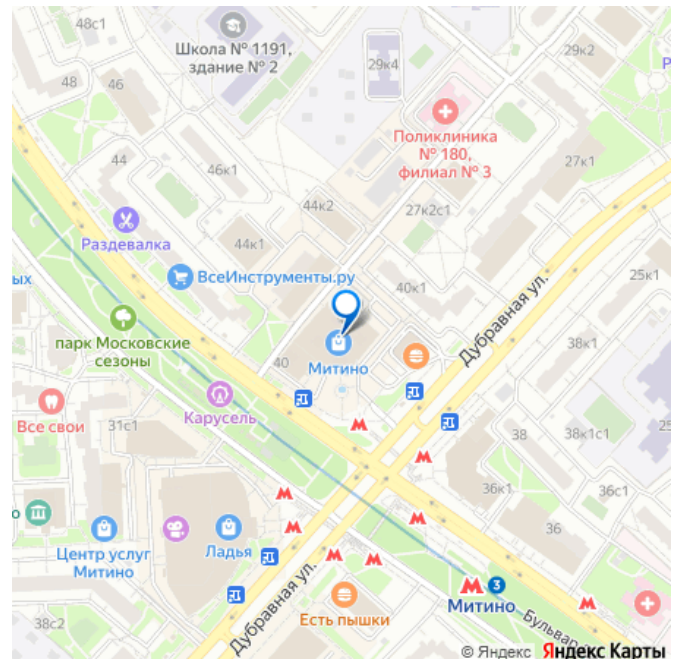 48с1
Школа № 1191,
здание № 2
29к4
29к2
Р
48
46
Поликлиника
№ 180,
филиал № 3
44
46к1
27к1
44к2
27к2с1
Раздевалка
44к1
ых
ВсеИнструменты.ру
40к1
25к1
Дубравная ул.
парк Московские
сезоны
40
Митино
38к1
Карусель
Все свои
31с1
38
38к1с1
25
36к1
36с1
о
Центр услуг
Митино
Ладья
36
3
Митино
Дубравная ул.
Есть пышки
Бульвар
38к2
© Яндекс Яндекс Карты